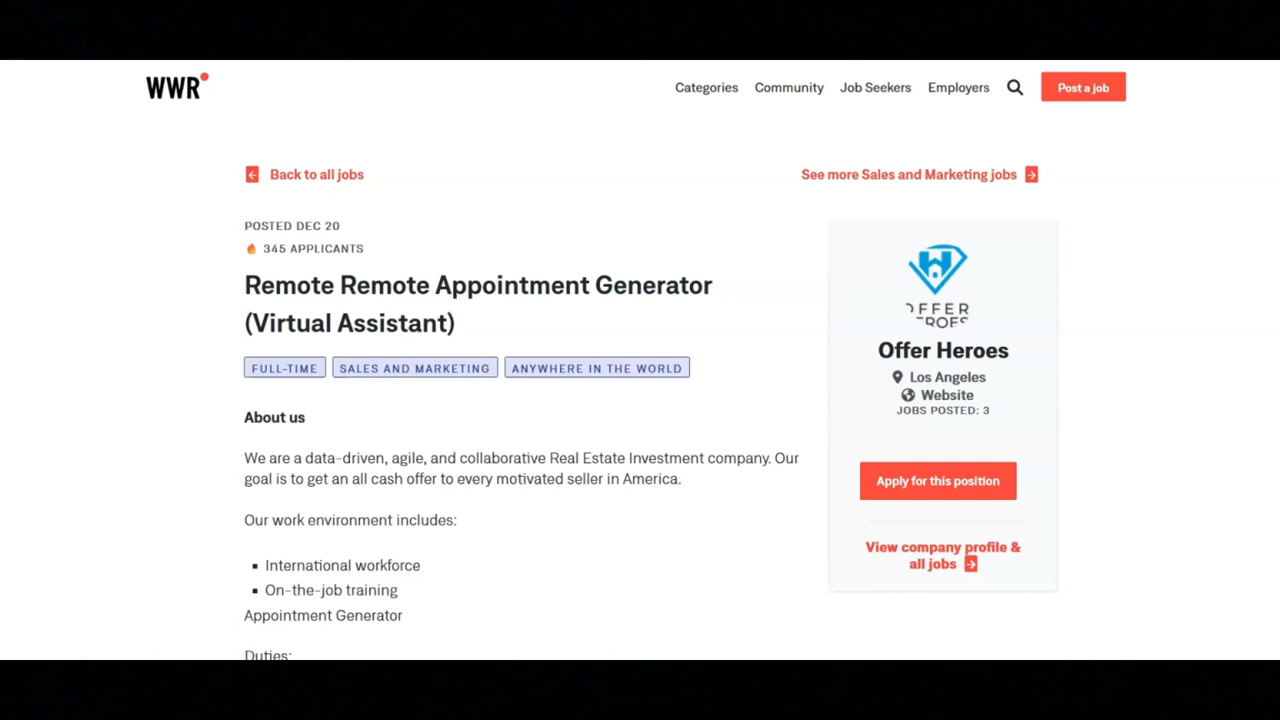 WWR
Categories Community Job Seekers Employers Post a job
Back to all jobs
See more Sales and Marketing jobs
POSTED DEC 20
345 APPLICANTS
Remote Remote Appointment Generator
(Virtual Assistant)
FULL-TIME SALES AND MARKETING ANYWHERE IN THE WORLD
About us
We are a data-driven, agile, and collaborative Real Estate Investment company. Our
goal is to get an all cash offer to every motivated seller in America.
Our work environment includes:
International workforce
On-the-job training
Appointment Generator
Duties:
OFFER
HEROES
Offer Heroes
Los Angeles
Website
JOBS POSTED: 3
Apply for this position
View company profile &
all jobs